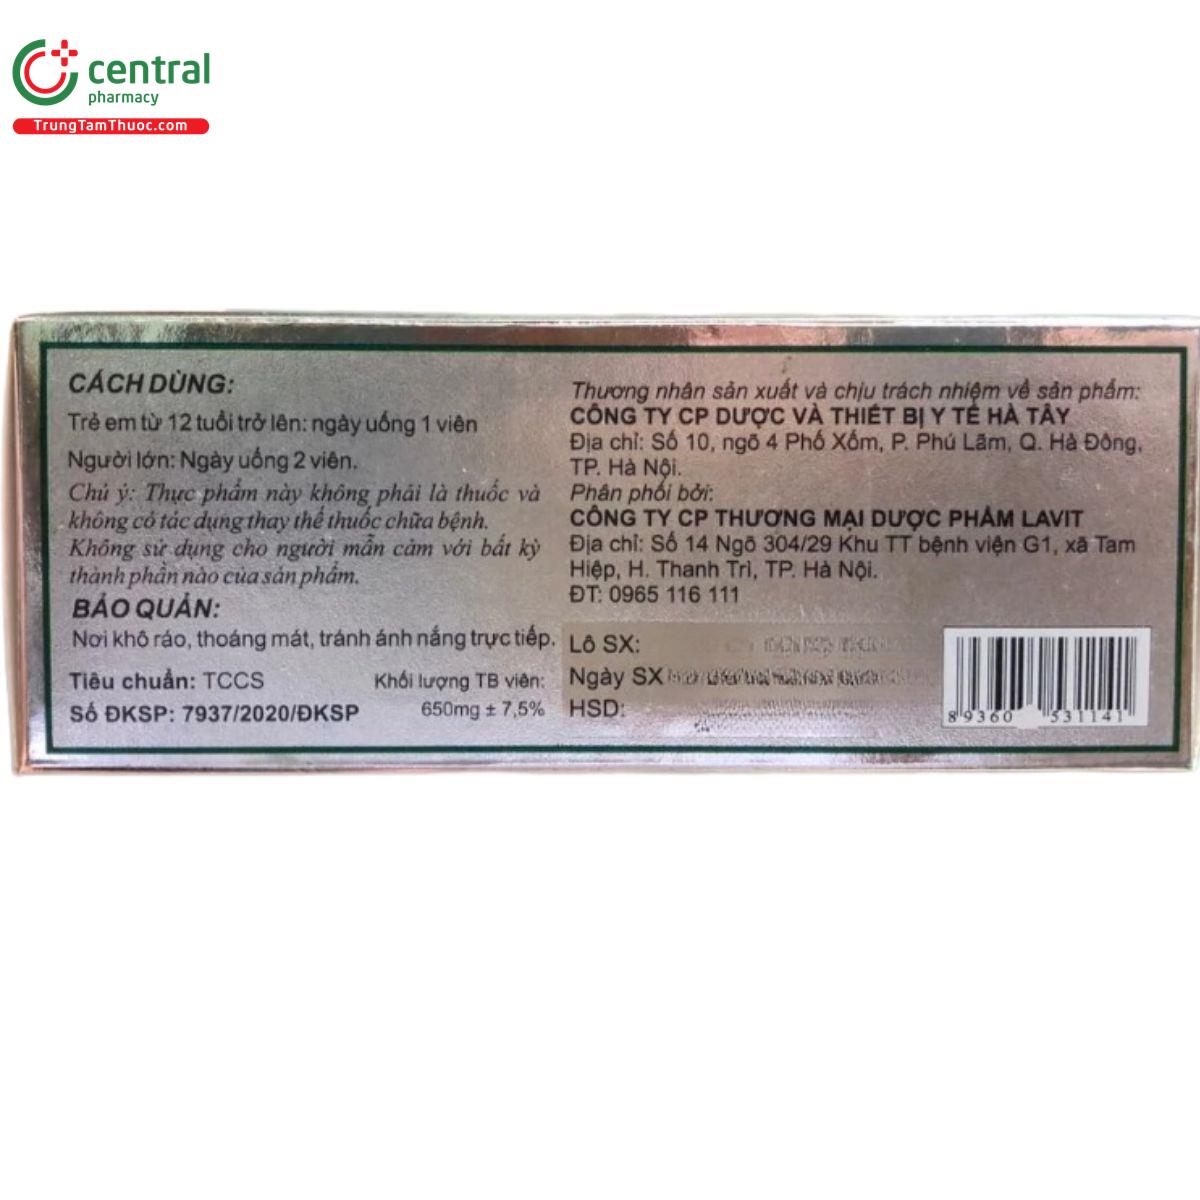 central
pharmacy
TrungTamThuoc.com
CÁCH DÙNG:
Trẻ em từ 12 tuổi trở lên: ngày uống 1 viên
Người lớn: Ngày uống 2 viên.
Chú ý: Thực phẩm này không phải là thuốc và
không có tác dụng thay thế thuốc chữa bệnh.
Không sử dụng cho người mẫn cảm với bất kỳ
thành phần nào của sản phẩm.
BẢO QUẢN:
Nơi khô ráo, thoáng mát, tránh ánh nắng trực tiếp.
Tiêu chuẩn: TCCS
Khối lượng TB viên:
Số ĐKSP: 7937/2020/ĐKSP
650mg ± 7,5%
Thương nhân sản xuất và chịu trách nhiệm về sản phẩm:
CÔNG TY CP DƯỢC VÀ THIẾT BỊ Y TẾ HÀ TÂY
Địa chỉ: Số 10, ngõ 4 Phố Xốm, P. Phú Lãm, Q. Hà Đông,
TP. Hà Nội.
Phân phối bởi:
CÔNG TY CP THƯƠNG MẠI DƯỢC PHẨM LAVIT
Địa chỉ: Số 14 Ngõ 304/29 Khu TT bệnh viện G1, xã Tam
Hiệp, H. Thanh Trì, TP. Hà Nội.
ĐT: 0965 116 111
Lô SX:
Ngày SX
HSD:
8 9360 531141